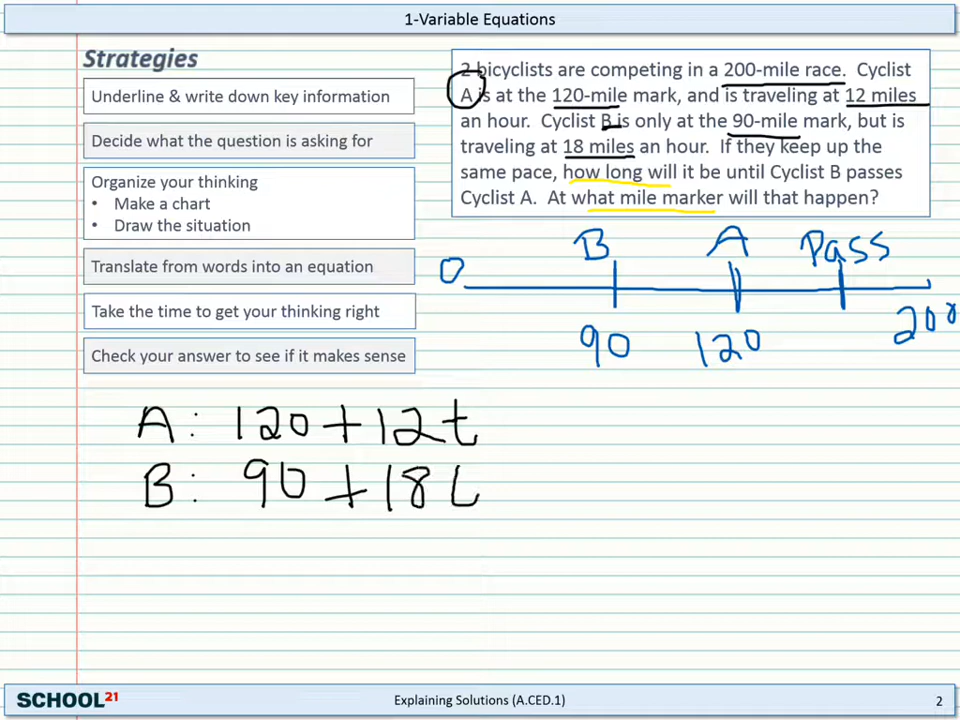 1-Variable Equations
Strategies
Underline & write down key information
Decide what the question is asking for
Organize your thinking
• Make a chart
• Draw the situation
Translate from words into an equation
Take the time to get your thinking right
Check your answer to see if it makes sense
2 bicyclists are competing in a 200-mile race. Cyclist
A is at the 120-mile mark, and is traveling at 12 miles
an hour. Cyclist B is only at the 90-mile mark, but is
traveling at 18 miles an hour. If they keep up the
same pace, how long will it be until Cyclist B passes
Cyclist A. At what mile marker will that happen?
B A Pass
0
90 120 200
A: 120+12t
B: 90+18t
SCHOOL21
Explaining Solutions (A.CED.1)
2